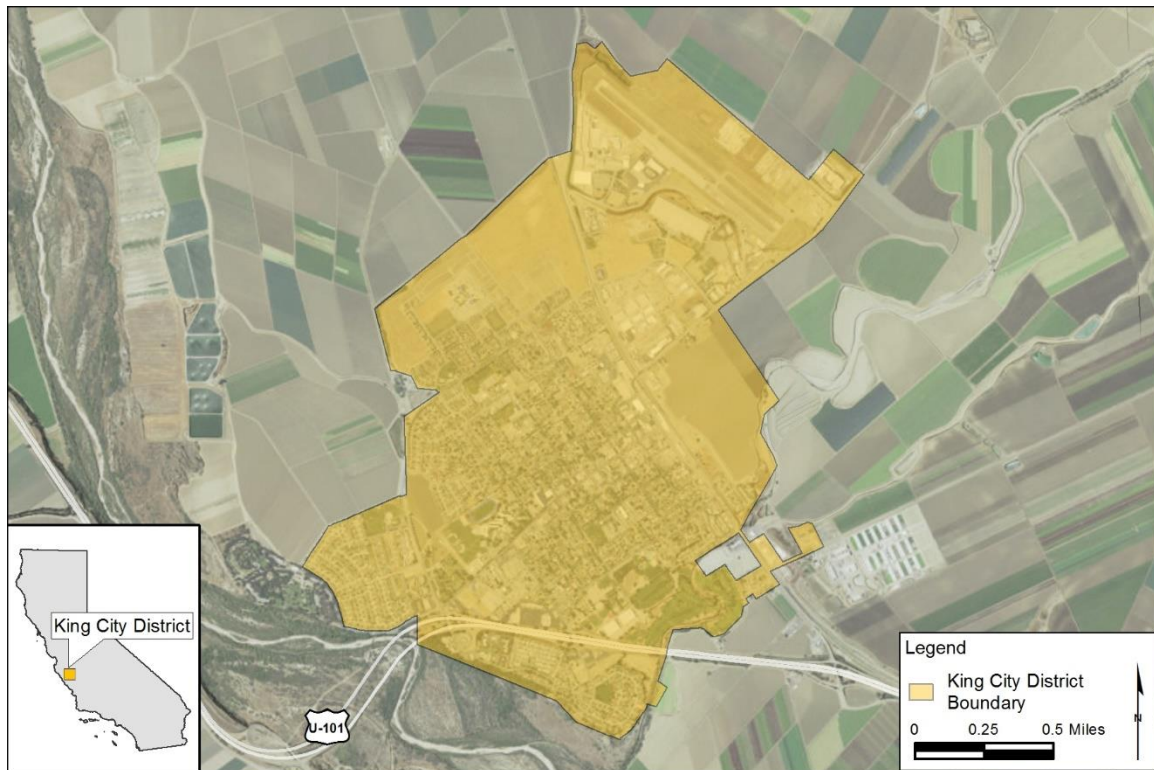 King City District
U-101
Legend
King City District
Boundary
0 0.25 0.5 Miles
N